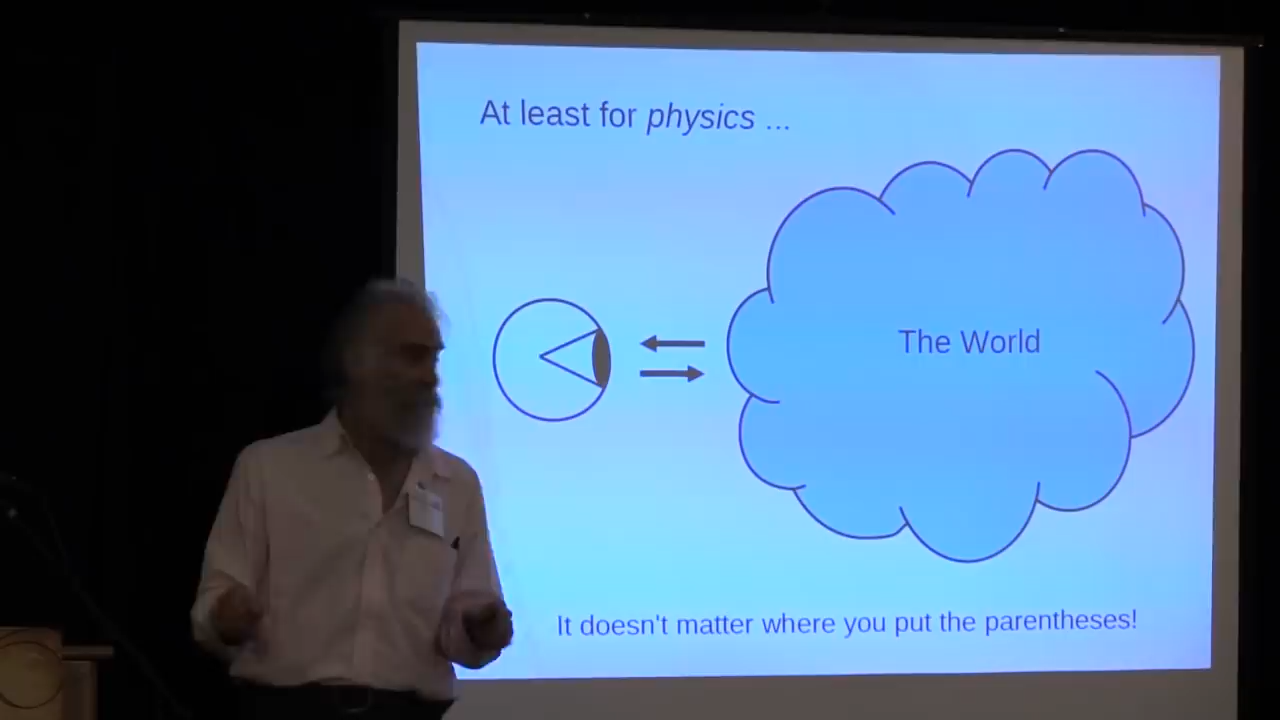 At least for physics ...
The World
It doesn't matter where you put the parentheses!